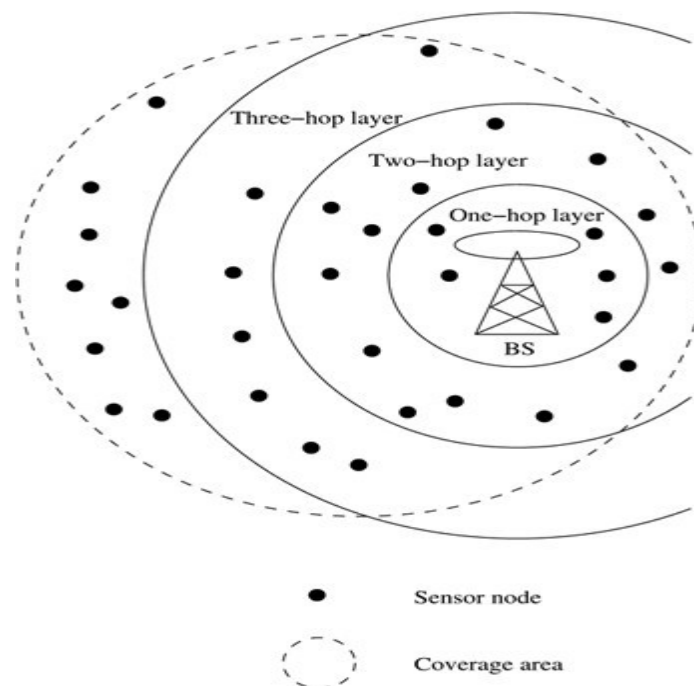 Three-hop layer
Two-hop layer
One-hop layer
BS
Sensor node
Coverage area